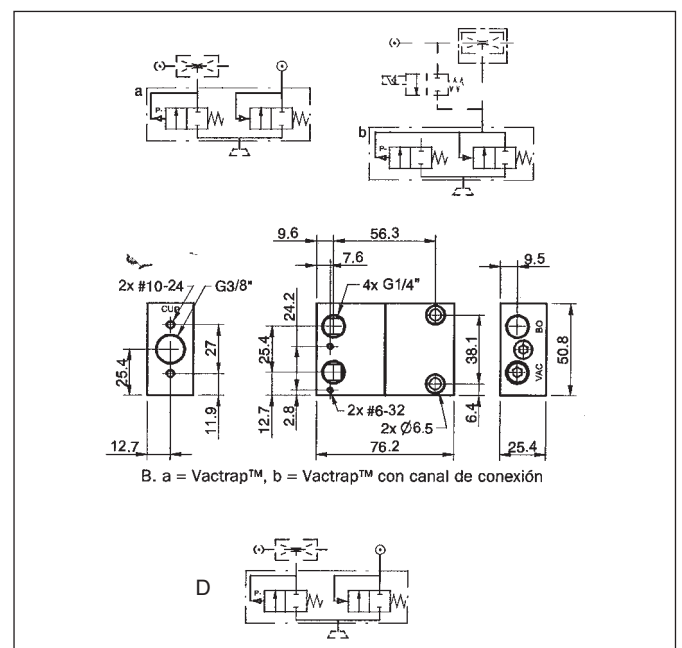 a
P-
b
P-
9.6
56.3
7.6
9.5
2x #10-24
G3/8"
4x G1/4"
CUP
24.2
25.4
27
25.4
38.1
BO
VAC
50.8
11.9
12.7
2.8
2x #6-32
2x Ø6.5
6.4
12.7
76.2
25.4
B. a = Vactrap™, b = Vactrap™ con canal de conexión
D
P-